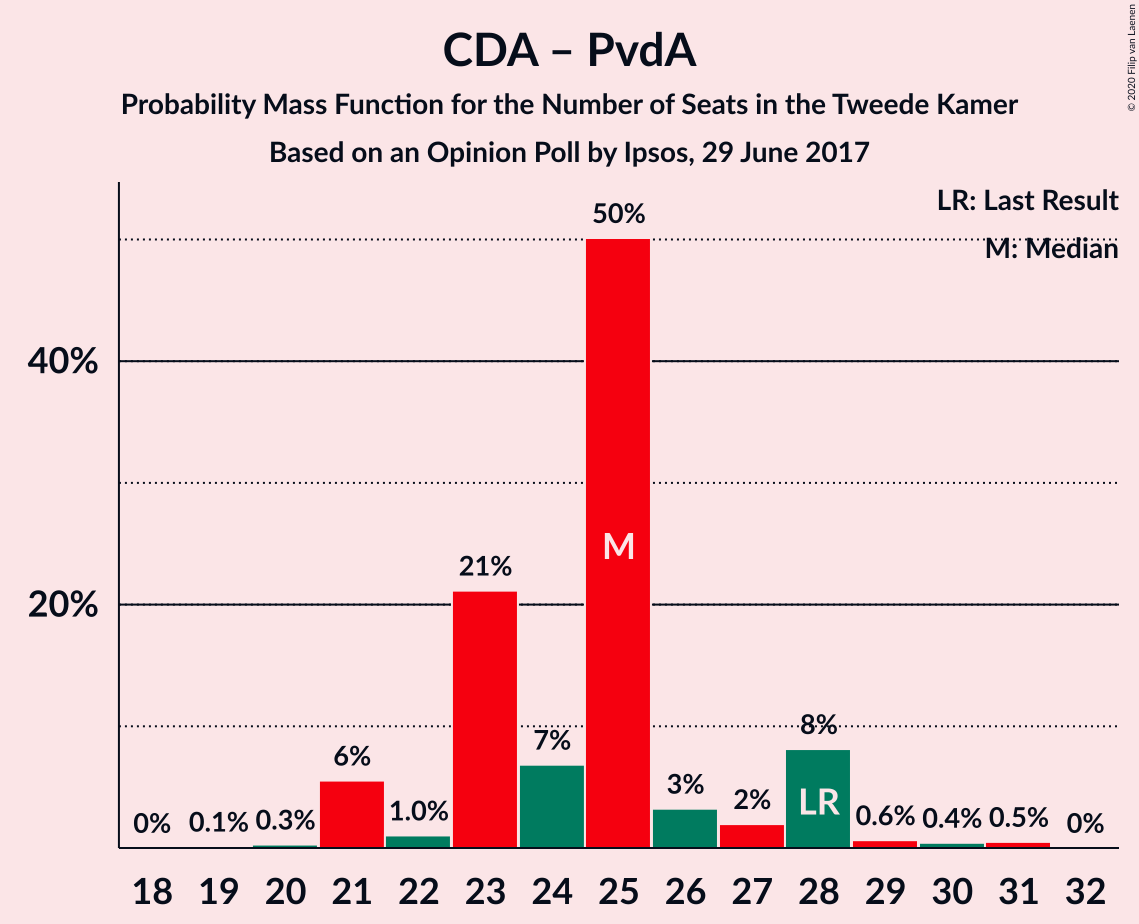 CDA – PvdA
Probability Mass Function for the Number of Seats in the Tweede Kamer
Based on an Opinion Poll by Ipsos, 29 June 2017
© 2020 Filip van Laenen
LR: Last Result
M: Median
40%
20%
0% 0.1% 0.3% 6% 1.0% 21% 7% 50% 3% 2% 8% 0.6% 0.4% 0.5% 0%
M
LR
18 19 20 21 22 23 24 25 26 27 28 29 30 31 32